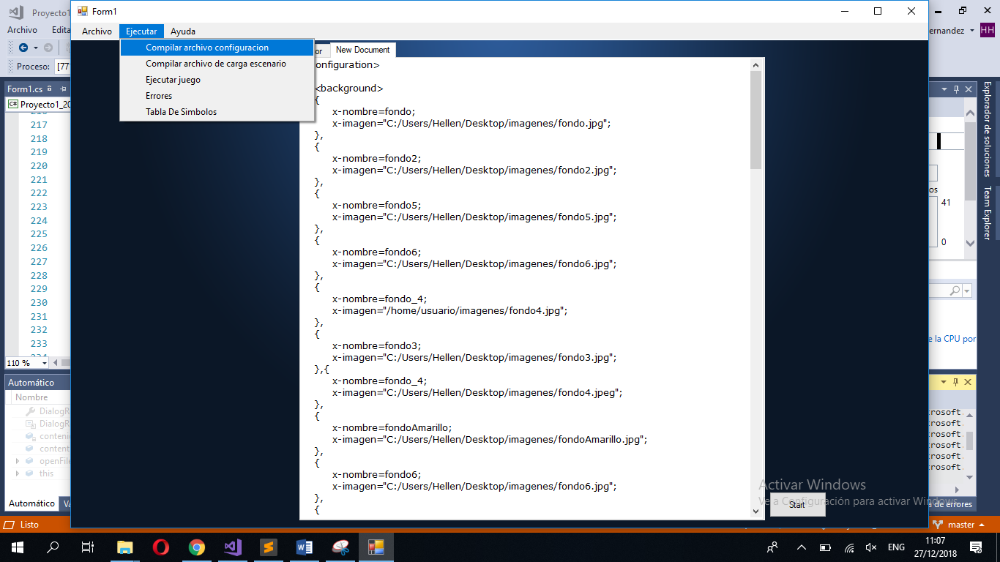 Proyecto1
Form1
Archivo Edita
Archivo Ejecutar Ayuda
ernandez HH
Compilar archivo configuracion
Compilar archivo de carga escenario
Ejecutar juego
Errores
Tabla De Simbolos
or New Document
Proceso: [77
Form1.cs
C# Proyecto1_20
217
218
219
220
221
222
223
224
225
226
227
228
229
230
231
232
233
110 %
Automático
Nombre
DialogR
DialogR
conteni
content
openFile
this
Automático Va
Listo
onfiguration>
<background>
{
x-nombre=fondo;
x-imagen="C:/Users/Hellen/Desktop/imagenes/fondo.jpg";
},
{
x-nombre=fondo2;
x-imagen="C:/Users/Hellen/Desktop/imagenes/fondo2.jpg";
},
{
x-nombre=fondo5;
x-imagen="C:/Users/Hellen/Desktop/imagenes/fondo5.jpg";
},
{
x-nombre=fondo6;
x-imagen="C:/Users/Hellen/Desktop/imagenes/fondo6.jpg";
},
{
x-nombre=fondo_4;
x-imagen="/home/usuario/imagenes/fondo4.jpg";
},
{
x-nombre=fondo3;
x-imagen="C:/Users/Hellen/Desktop/imagenes/fondo3.jpg";
},{
x-nombre=fondo_4;
x-imagen="C:/Users/Hellen/Desktop/imagenes/fondo4.jpeg";
},
{
x-nombre=fondoAmarillo;
x-imagen="C:/Users/Hellen/Desktop/imagenes/fondoAmarillo.jpg";
},
{
x-nombre=fondo6;
x-imagen="C:/Users/Hellen/Desktop/imagenes/fondo6.jpg";
},
{
Start
Activar Windows
Ve a Configuración para activar Windows.
Explorador de soluciones
Team Explorer
os
41
0
e la CPU por
rosoft.
rosoft.
rosoft.
rosoft.
rosoft.
rosoft.
a de errores
master
ENG
11:07
27/12/2018